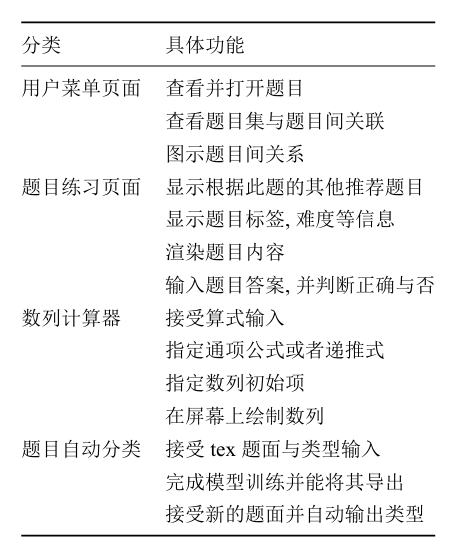 分类 具体功能
用户菜单页面 查看并打开题目
查看题目集与题目间关联
图示题目间关系
题目练习页面 显示根据此题的其他推荐题目
显示题目标签, 难度等信息
渲染题目内容
输入题目答案, 并判断正确与否
数列计算器 接受算式输入
指定通项公式或者递推式
指定数列初始项
在屏幕上绘制数列
题目自动分类 接受 tex 题面与类型输入
完成模型训练并能将其导出
接受新的题面并自动输出类型